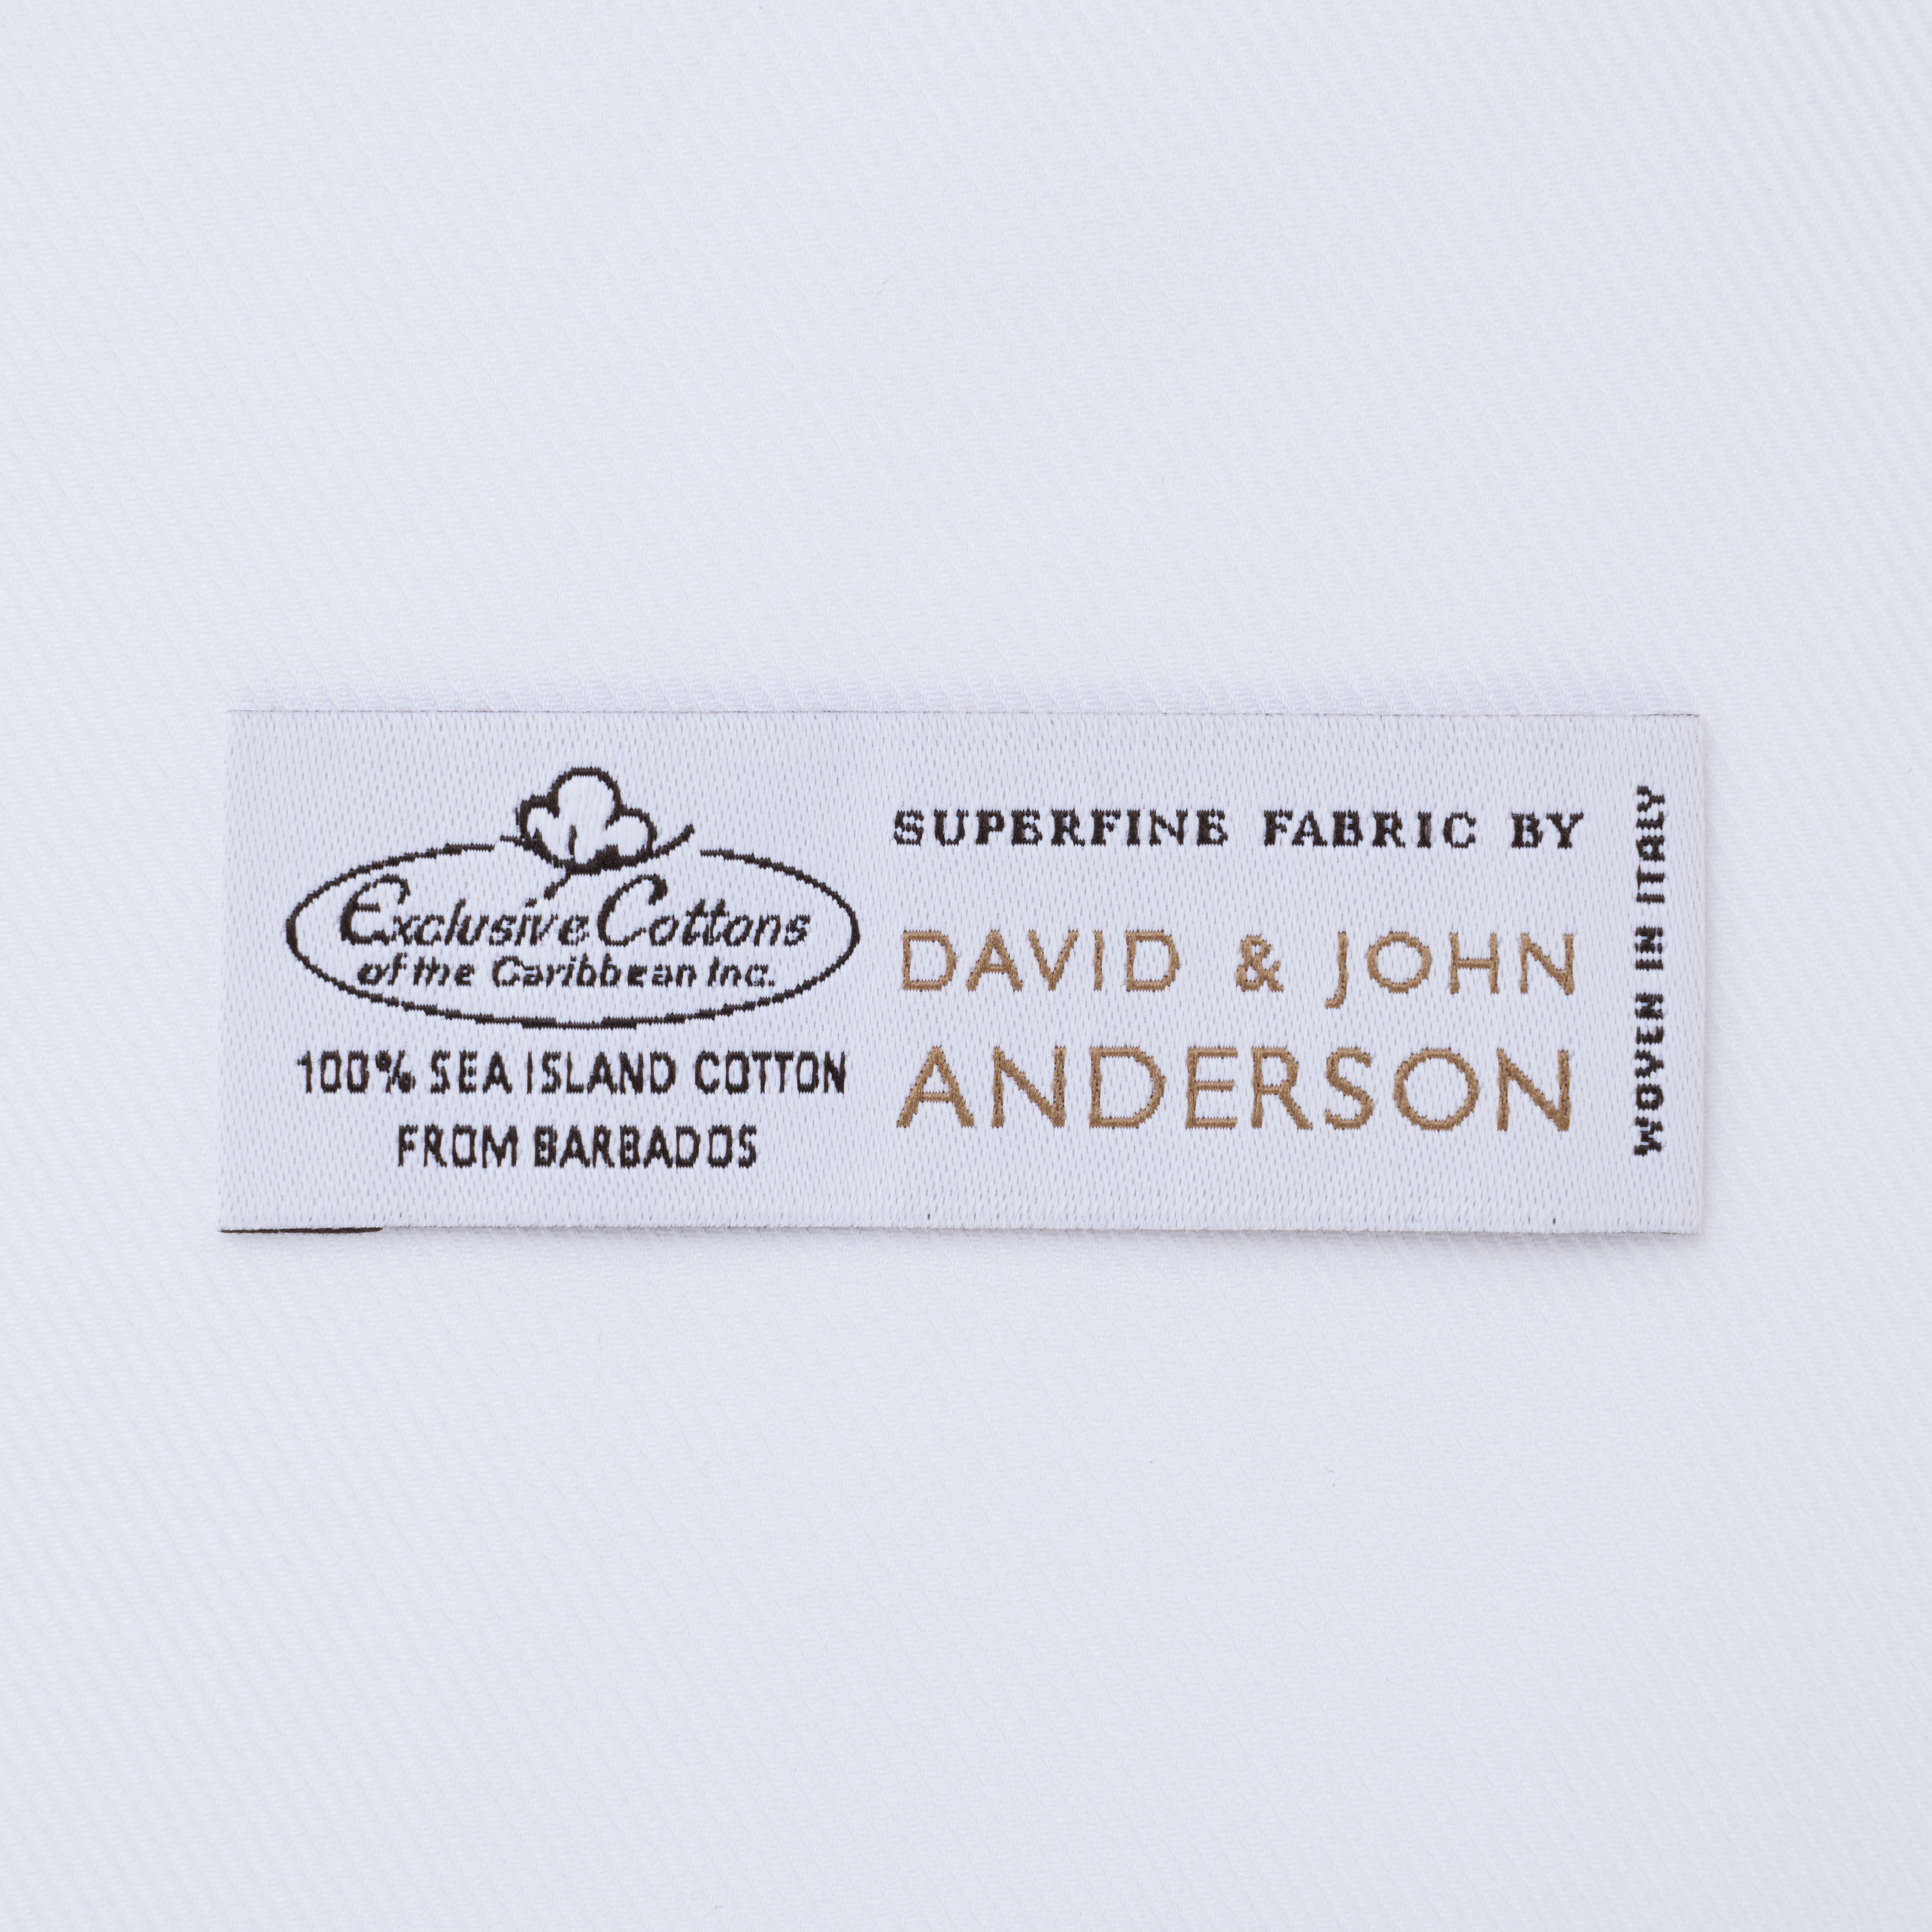 Exclusive Cottons
of the Caribbean Inc.
100% SEA ISLAND COTTON
FROM BARBADOS
SUPERFINE FABRIC BY
DAVID & JOHN
ANDERSON
WOVEN IN ITALY